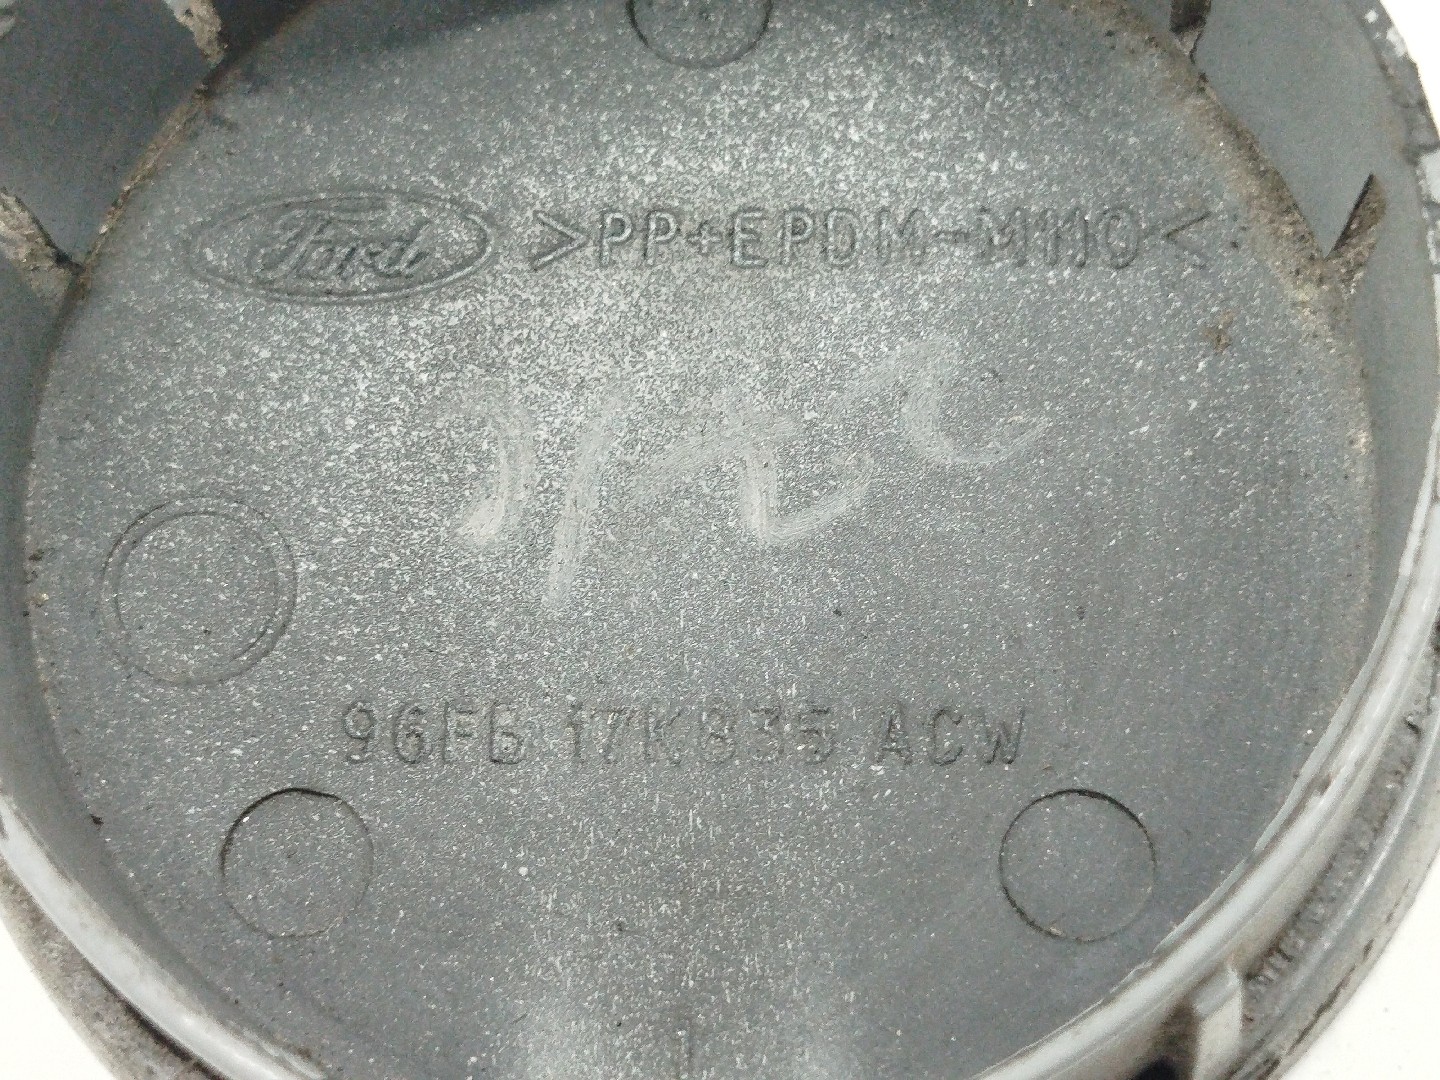 Ford >PP+EPDM-M110<
96FB 17K835 ACW